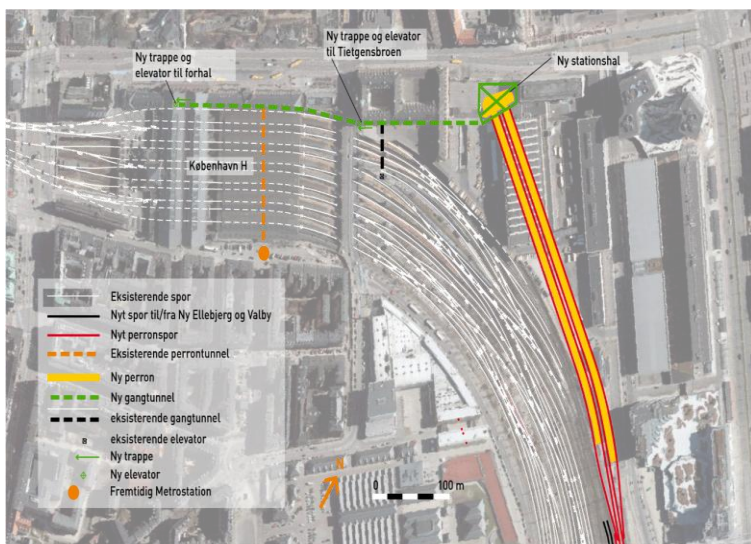 Ny trappe og
elevator til forhal
Ny trappe og elevator
til Tietgensbroen
Ny stationshal
København H
Eksisterende spor
Nyt spor til/fra Ny Ellebjerg og Valby
Nyt perronspor
Eksisterende perrontunnel
Ny perron
Ny gangtunnel
eksisterende gangtunnel
eksisterende elevator
Ny trappe
Ny elevator
Fremtidig Metrostation
N
0 100 m